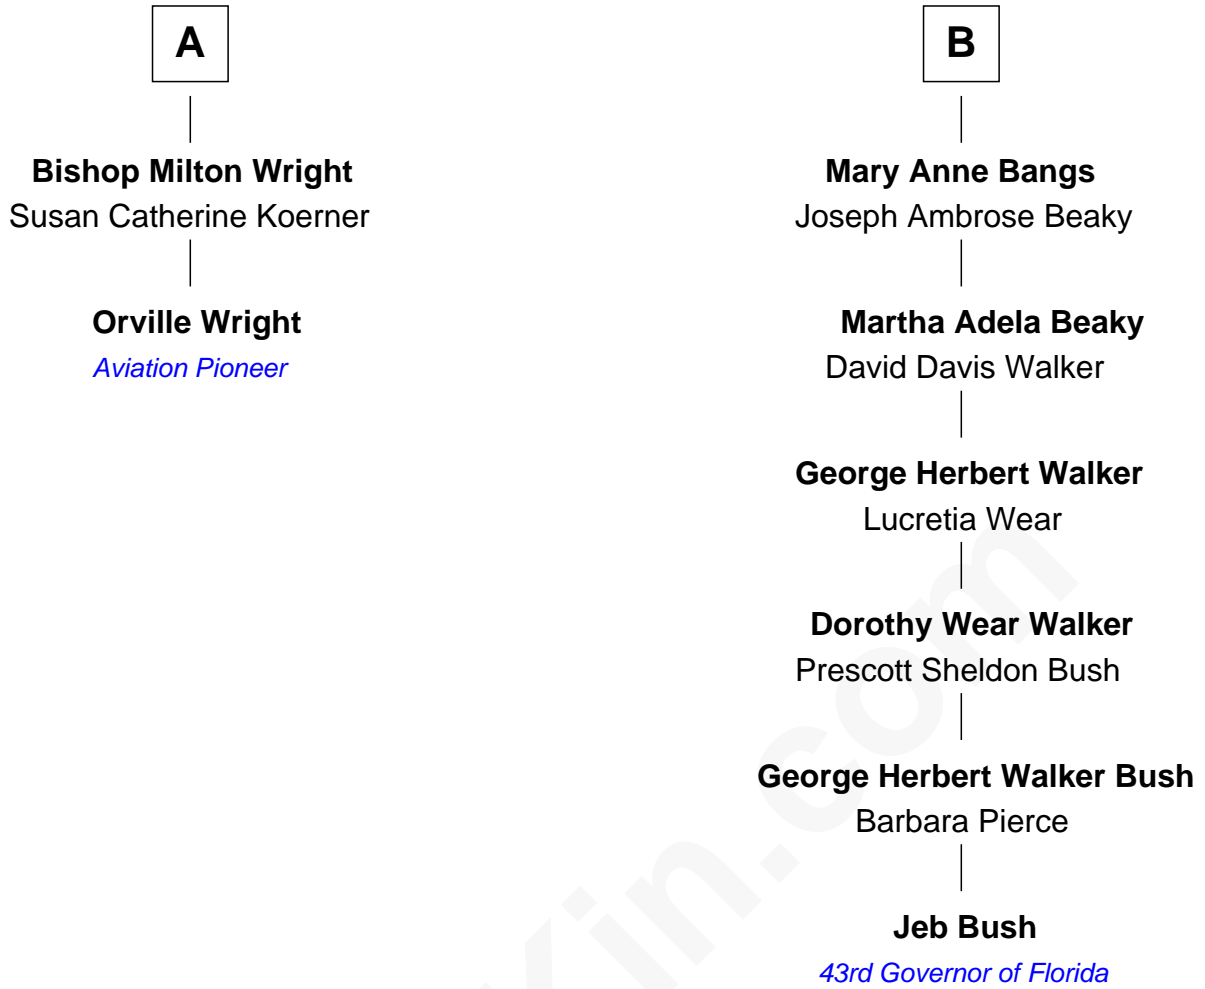 A
Bishop Milton Wright
Susan Catherine Koerner
Orville Wright
Aviation Pioneer
B
Mary Anne Bangs
Joseph Ambrose Beaky
Martha Adela Beaky
David Davis Walker
George Herbert Walker
Lucretia Wear
Dorothy Wear Walker
Prescott Sheldon Bush
George Herbert Walker Bush
Barbara Pierce
Jeb Bush
43rd Governor of Florida